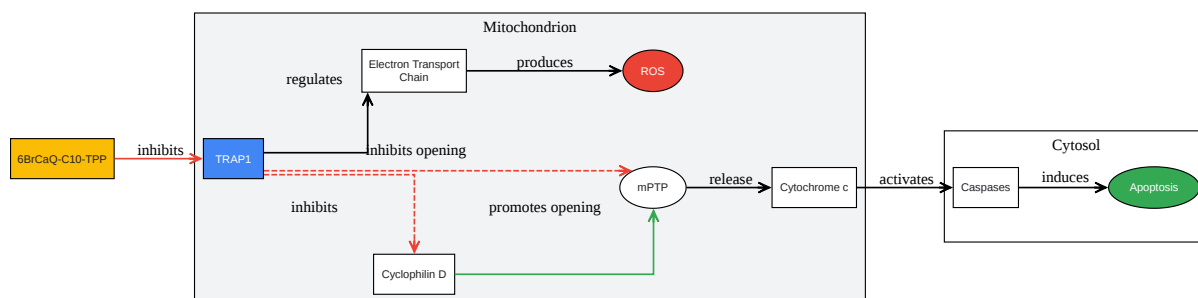 Mitochondrion
Electron Transport
Chain
produces
ROS
regulates
6BrCaQ-C10-TPP
inhibits
TRAP1
inhibits opening
Cytosol
mPTP
release
Cytochrome c
activates
Caspases
induces
Apoptosis
inhibits
promotes opening
Cyclophilin D